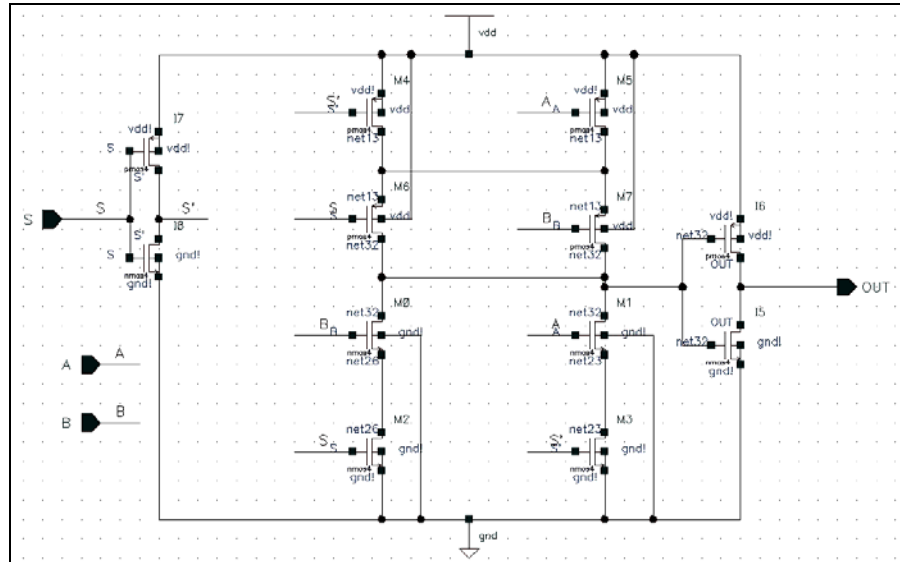 vdd
M4
M5
vdd!
vdd!
S'
vdd
A
A
vdd
I7
pmos4
net13
pmos4
net13
vdd!
S
vdd!
pmos4
S'
M6
M7
net13
net13
I6
S
S
S
S'
S
vdd
B
B
vdd
vdd!
I8
pmos4
net32
pmos4
net32
net32
vdd!
S'
pmos4
OUT
S
gnd!
nmos4
gnd!
OUT
M0
M1
I5
net32
net32
OUT
B
B
gnd!
A
A
gnd!
net32
gnd!
nmos4
net26
nmos4
net23
nmos4
gnd!
A
A
B
B
M2
M3
net26
net23
S
S
gnd!
S'
gnd!
nmos4
gnd!
nmos4
gnd!
gnd